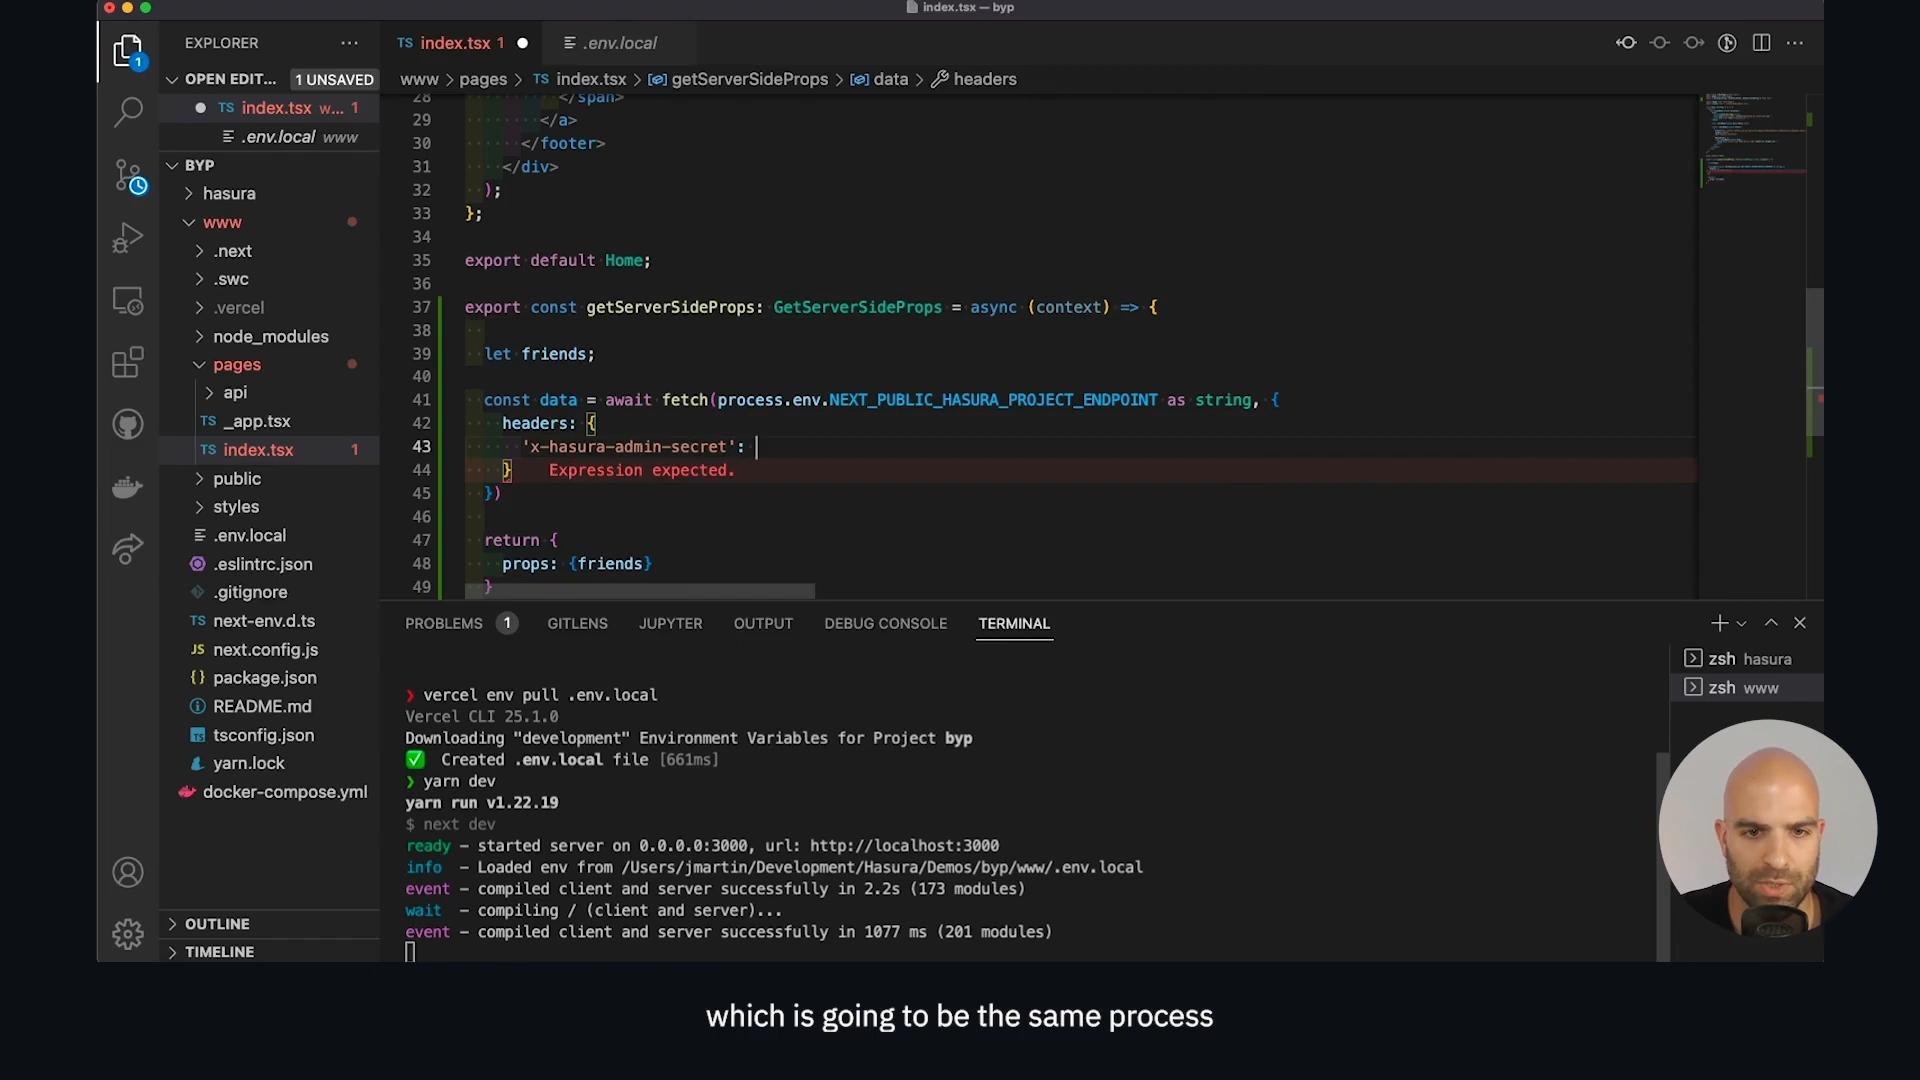 index.tsx — byp
EXPLORER
TS index.tsx 1
.env.local
OPEN EDIT... 1 UNSAVED
www > pages > TS index.tsx > getServerSideProps > data > headers
TS index.tsx w... 1
.env.local www
BYP
hasura
www
.next
.swc
.vercel
node_modules
pages
api
TS _app.tsx
TS index.tsx 1
public
styles
.env.local
.eslintrc.json
.gitignore
TS next-env.d.ts
JS next.config.js
{} package.json
README.md
TS tsconfig.json
yarn.lock
docker-compose.yml
OUTLINE
TIMELINE
1
28 </span>
29 </a>
30 </footer>
31 </div>
32 );
33 };
34
35 export default Home;
36
37 export const getServerSideProps: GetServerSideProps = async (context) => {
38
39 let friends;
40
41 const data = await fetch(process.env.NEXT_PUBLIC_HASURA_PROJECT_ENDPOINT as string, {
42 headers: {
43 'x-hasura-admin-secret':
44 } Expression expected.
45 })
46
47 return {
48 props: {friends}
49 }
PROBLEMS 1 GITLENS JUPYTER OUTPUT DEBUG CONSOLE TERMINAL
zsh hasura
zsh www
❯ vercel env pull .env.local
Vercel CLI 25.1.0
Downloading "development" Environment Variables for Project byp
✅ Created .env.local file [661ms]
❯ yarn dev
yarn run v1.22.19
$ next dev
ready – started server on 0.0.0.0:3000, url: http://localhost:3000
info – Loaded env from /Users/jmartin/Development/Hasura/Demos/byp/www/.env.local
event – compiled client and server successfully in 2.2s (173 modules)
wait – compiling / (client and server)...
event – compiled client and server successfully in 1077 ms (201 modules)
which is going to be the same process